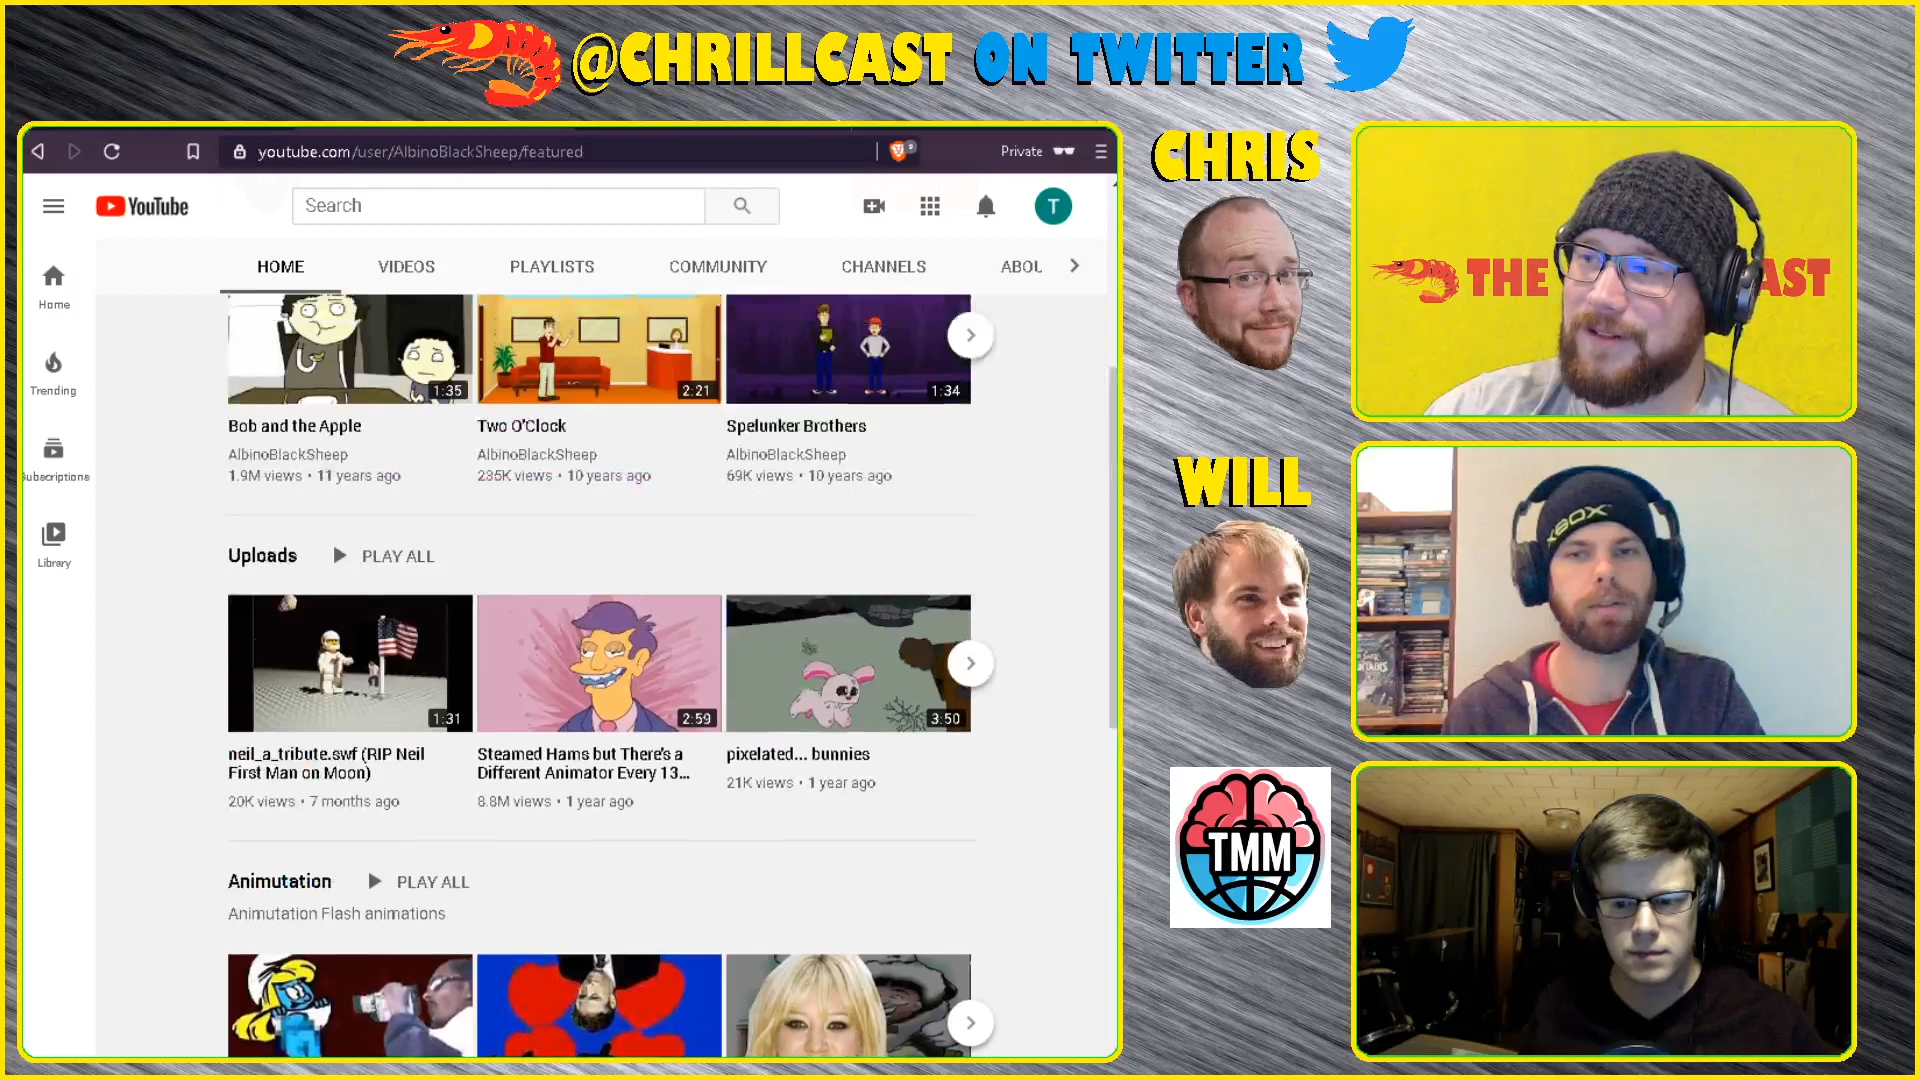 @CHRILLCAST ON TWITTER
youtube.com/user/AlbinoBlackSheep/featured
Private
YouTube
Search
T
HOME
VIDEOS
PLAYLISTS
COMMUNITY
CHANNELS
ABOU
Home
Trending
ubscriptions
Library
1:35
2:21
1:34
Bob and the Apple
Two O'Clock
Spelunker Brothers
AlbinoBlackSheep
AlbinoBlackSheep
AlbinoBlackSheep
1.9M views • 11 years ago
235K views • 10 years ago
69K views • 10 years ago
Uploads
PLAY ALL
1:31
2:59
3:50
neil_a_tribute.swf (RIP Neil
First Man on Moon)
Steamed Hams but There's a
Different Animator Every 13...
pixelated... bunnies
20K views • 7 months ago
8.8M views • 1 year ago
21K views • 1 year ago
Animutation
PLAY ALL
Animutation Flash animations
CHRIS
THE
AST
WILL
XBOX
TMM